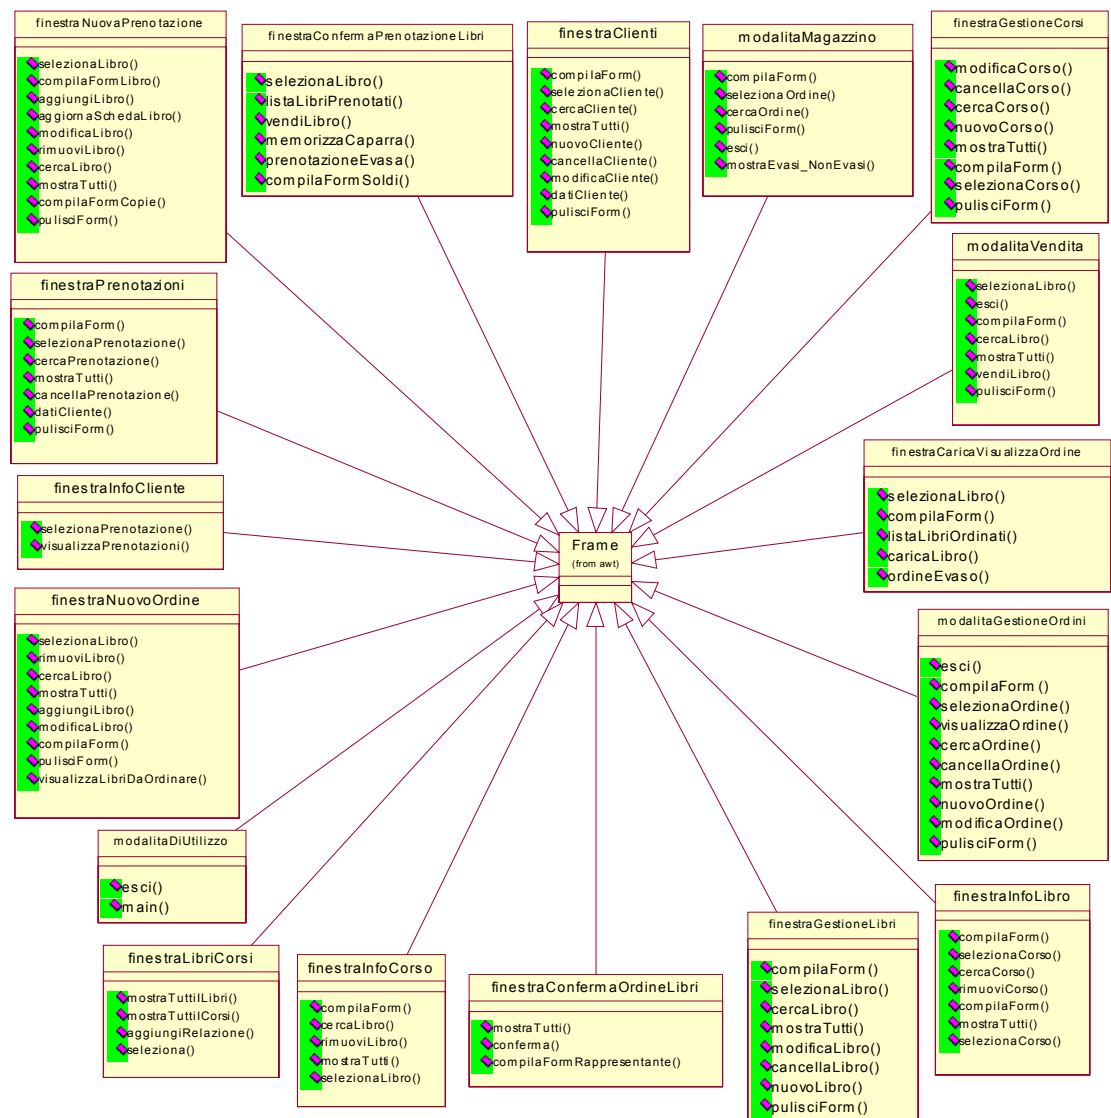 finestraNuovaPrenotazione
selezionaLibro()
compilaFormLibro()
aggiungiLibro()
aggiornaSchedaLibro()
modificaLibro()
rimuoviLibro()
cercaLibro()
mostraTutti()
compilaFormCopie()
pulisciForm()
finestraConfermaPrenotazioneLibri
selezionaLibro()
listaLibriPrenotati()
vendiLibro()
memorizzaCaparra()
prenotazioneEvasa()
compilaFormSoldi()
finestraClienti
compilaForm()
selezionaCliente()
cercaCliente()
mostraTutti()
nuovoCliente()
cancellaCliente()
modificaCliente()
datiCliente()
pulisciForm()
modalitaMagazzino
compilaForm()
selezionaOrdine()
cercaOrdine()
pulisciForm()
esci()
mostraEvasi_NonEvasi()
finestraGestioneCorsi
modificaCorso()
cancellaCorso()
cercaCorso()
nuovoCorso()
mostraTutti()
compilaForm()
selezionaCorso()
pulisciForm()
modalitaVendita
selezionaLibro()
esci()
compilaForm()
cercaLibro()
mostraTutti()
vendiLibro()
pulisciForm()
finestraPrenotazioni
compilaForm()
selezionaPrenotazione()
cercaPrenotazione()
mostraTutti()
cancellaPrenotazione()
datiCliente()
pulisciForm()
finestraCaricaVisualizzaOrdine
selezionaLibro()
compilaForm()
listaLibriOrdinati()
caricaLibro()
ordineEvaso()
finestraInfoCliente
selezionaPrenotazione()
visualizzaPrenotazioni()
Frame
(from awt)
finestraNuovoOrdine
selezionaLibro()
rimuoviLibro()
cercaLibro()
mostraTutti()
aggiungiLibro()
modificaLibro()
compilaForm()
pulisciForm()
visualizzaLibriDaOrdinare()
modalitaGestioneOrdini
esci()
compilaForm()
selezionaOrdine()
visualizzaOrdine()
cercaOrdine()
cancellaOrdine()
mostraTutti()
nuovoOrdine()
modificaOrdine()
pulisciForm()
modalitaDiUtilizzo
esci()
main()
finestraLibriCorsi
mostraTuttiILibri()
mostraTuttiICorsi()
aggiungiRelazione()
seleziona()
finestraInfoCorso
compilaForm()
cercaLibro()
rimuoviLibro()
mostraTutti()
selezionaLibro()
finestraConfermaOrdineLibri
mostraTutti()
conferma()
compilaFormRappresentante()
finestraGestioneLibri
compilaForm()
selezionaLibro()
cercaLibro()
mostraTutti()
modificaLibro()
cancellaLibro()
nuovoLibro()
pulisciForm()
finestraInfoLibro
compilaForm()
selezionaCorso()
cercaCorso()
rimuoviCorso()
compilaForm()
mostraTutti()
selezionaCorso()